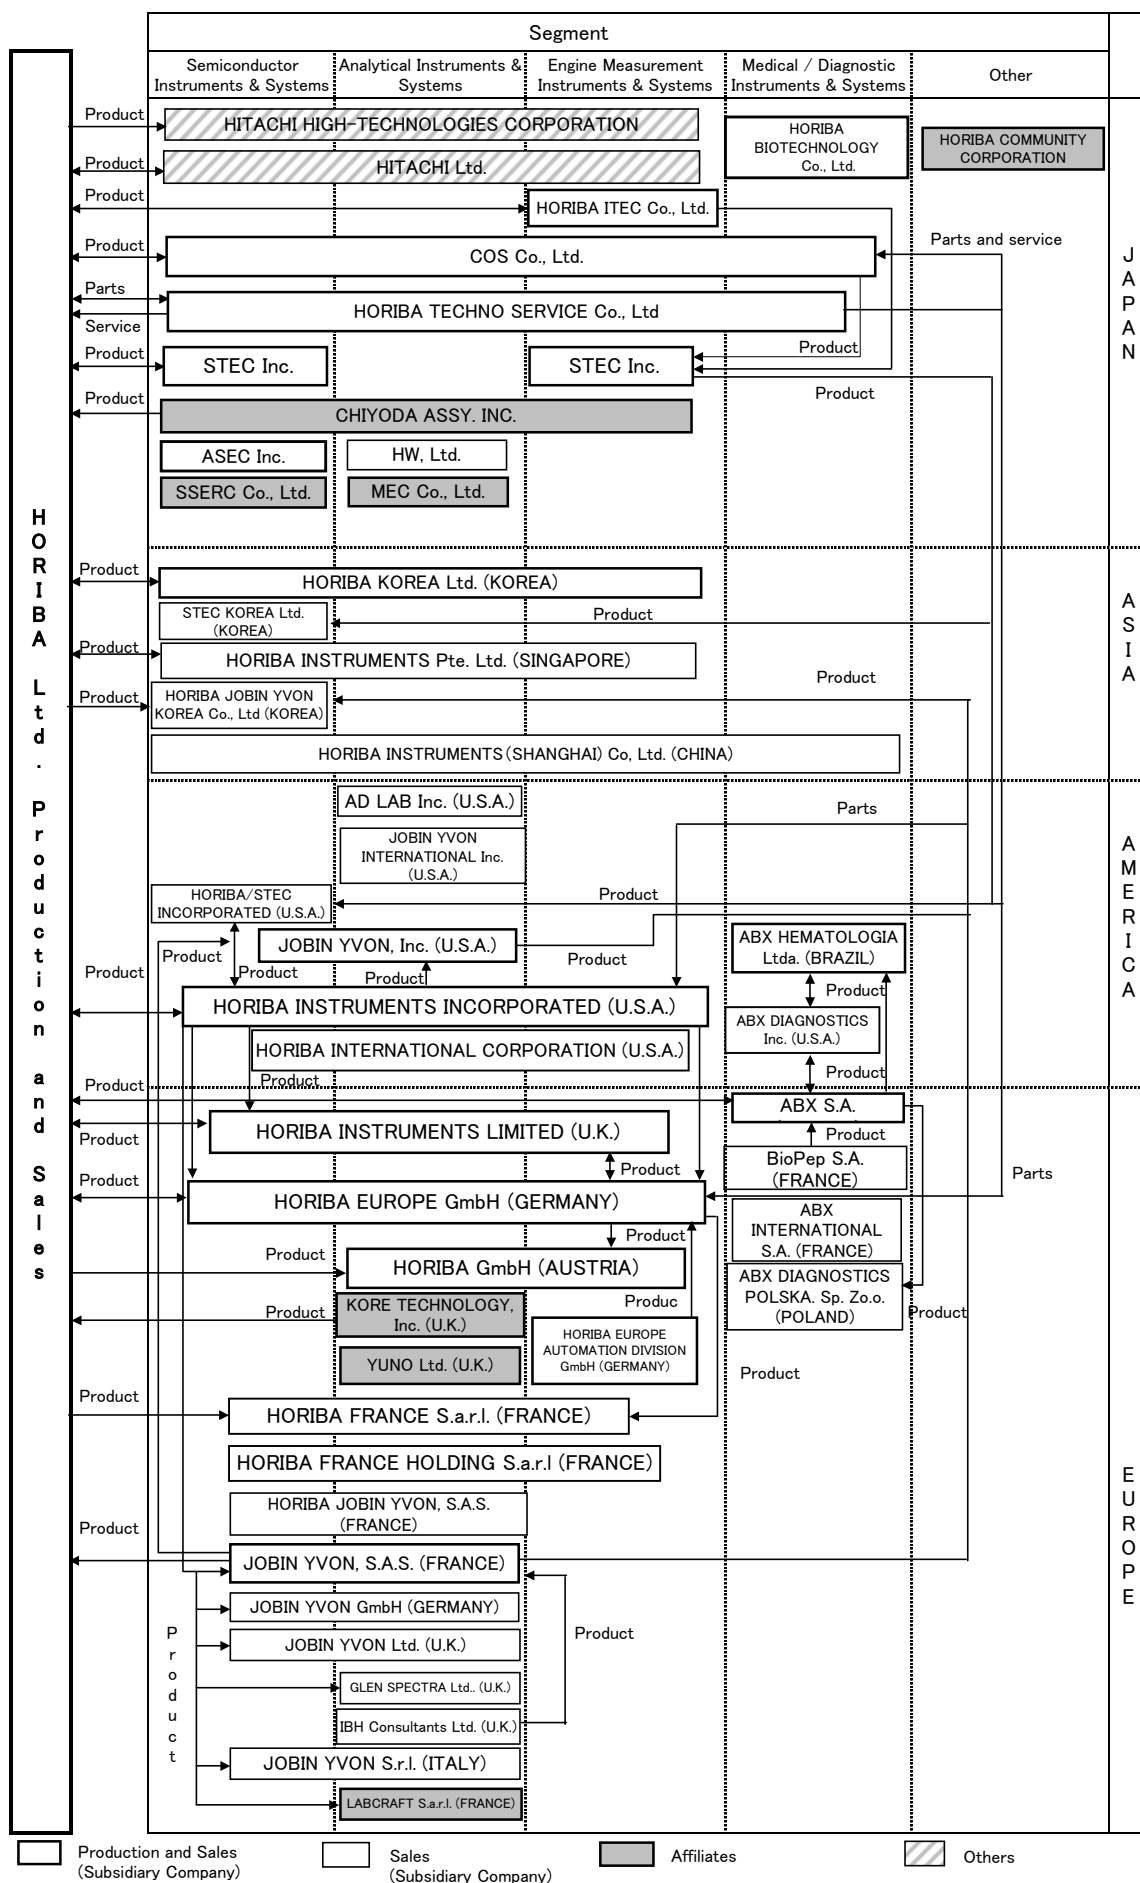 Segment
Semiconductor
Instruments & Systems
Analytical Instruments &
Systems
Engine Measurement
Instruments & Systems
Medical / Diagnostic
Instruments & Systems
Other
HORIBA Ltd. Production and Sales
JAPAN
Product
HITACHI HIGH-TECHNOLOGIES CORPORATION
HORIBA
BIOTECHNOLOGY
Co., Ltd.
HORIBA COMMUNITY
CORPORATION
Product
HITACHI Ltd.
Product
HORIBA ITEC Co., Ltd.
Product
COS Co., Ltd.
Parts and service
Parts
HORIBA TECHNO SERVICE Co., Ltd
Service
Product
STEC Inc.
STEC Inc.
Product
Product
Product
CHIYODA ASSY. INC.
ASEC Inc.
HW, Ltd.
SSERC Co., Ltd.
MEC Co., Ltd.
ASIA
Product
HORIBA KOREA Ltd. (KOREA)
STEC KOREA Ltd.
(KOREA)
Product
Product
HORIBA INSTRUMENTS Pte. Ltd. (SINGAPORE)
Product
HORIBA JOBIN YVON
KOREA Co., Ltd (KOREA)
Product
HORIBA INSTRUMENTS(SHANGHAI) Co, Ltd. (CHINA)
AMERICA
AD LAB Inc. (U.S.A.)
Parts
JOBIN YVON
INTERNATIONAL Inc.
(U.S.A.)
HORIBA/STEC
INCORPORATED (U.S.A.)
Product
Product
JOBIN YVON, Inc. (U.S.A.)
Product
ABX HEMATOLOGIA
Ltda. (BRAZIL)
Product
Product
Product
Product
HORIBA INSTRUMENTS INCORPORATED (U.S.A.)
ABX DIAGNOSTICS
Inc. (U.S.A.)
HORIBA INTERNATIONAL CORPORATION (U.S.A.)
Product
Product
Product
EUROPE
ABX S.A.
HORIBA INSTRUMENTS LIMITED (U.K.)
Product
Product
Product
BioPep S.A.
(FRANCE)
Product
Parts
HORIBA EUROPE GmbH (GERMANY)
ABX
INTERNATIONAL
S.A. (FRANCE)
Product
Product
HORIBA GmbH (AUSTRIA)
ABX DIAGNOSTICS
POLSKA. Sp. Zo.o.
(POLAND)
Product
Produc
Product
KORE TECHNOLOGY,
Inc. (U.K.)
HORIBA EUROPE
AUTOMATION DIVISION
GmbH (GERMANY)
YUNO Ltd. (U.K.)
Product
Product
HORIBA FRANCE S.a.r.l. (FRANCE)
HORIBA FRANCE HOLDING S.a.r.l (FRANCE)
HORIBA JOBIN YVON, S.A.S.
(FRANCE)
Product
JOBIN YVON, S.A.S. (FRANCE)
JOBIN YVON GmbH (GERMANY)
Product
JOBIN YVON Ltd. (U.K.)
Product
GLEN SPECTRA Ltd.. (U.K.)
IBH Consultants Ltd. (U.K.)
JOBIN YVON S.r.l. (ITALY)
LABCRAFT S.a.r.l. (FRANCE)
Production and Sales
(Subsidiary Company)
Sales
(Subsidiary Company)
Affiliates
Others